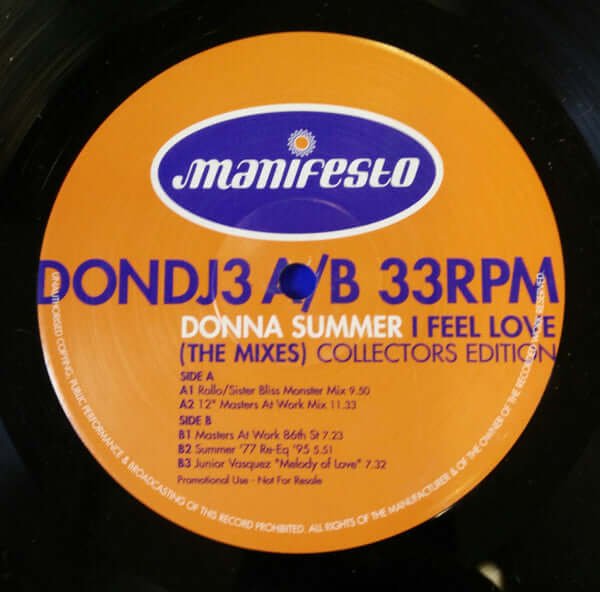 manifesto
DONDJ3 A/B 33RPM
DONNA SUMMER I FEEL LOVE
(THE MIXES) COLLECTORS EDITION
SIDE A
A1 Rollo/Sister Bliss Monster Mix 9.50
A2 12" Masters At Work Mix 11.33
SIDE B
B1 Masters At Work 86th St 7.23
B2 Summer '77 Re-Eq '95 5.51
B3 Junior Vasquez "Melody of Love" 7.32
Promotional Use - Not For Resale
UNAUTHORISED COPYING, PUBLIC PERFORMANCE & BROADCASTING OF THIS RECORD PROHIBITED. ALL RIGHTS OF THE MANUFACTURER & OF THE OWNER OF THE RECORDED WORK RESERVED.